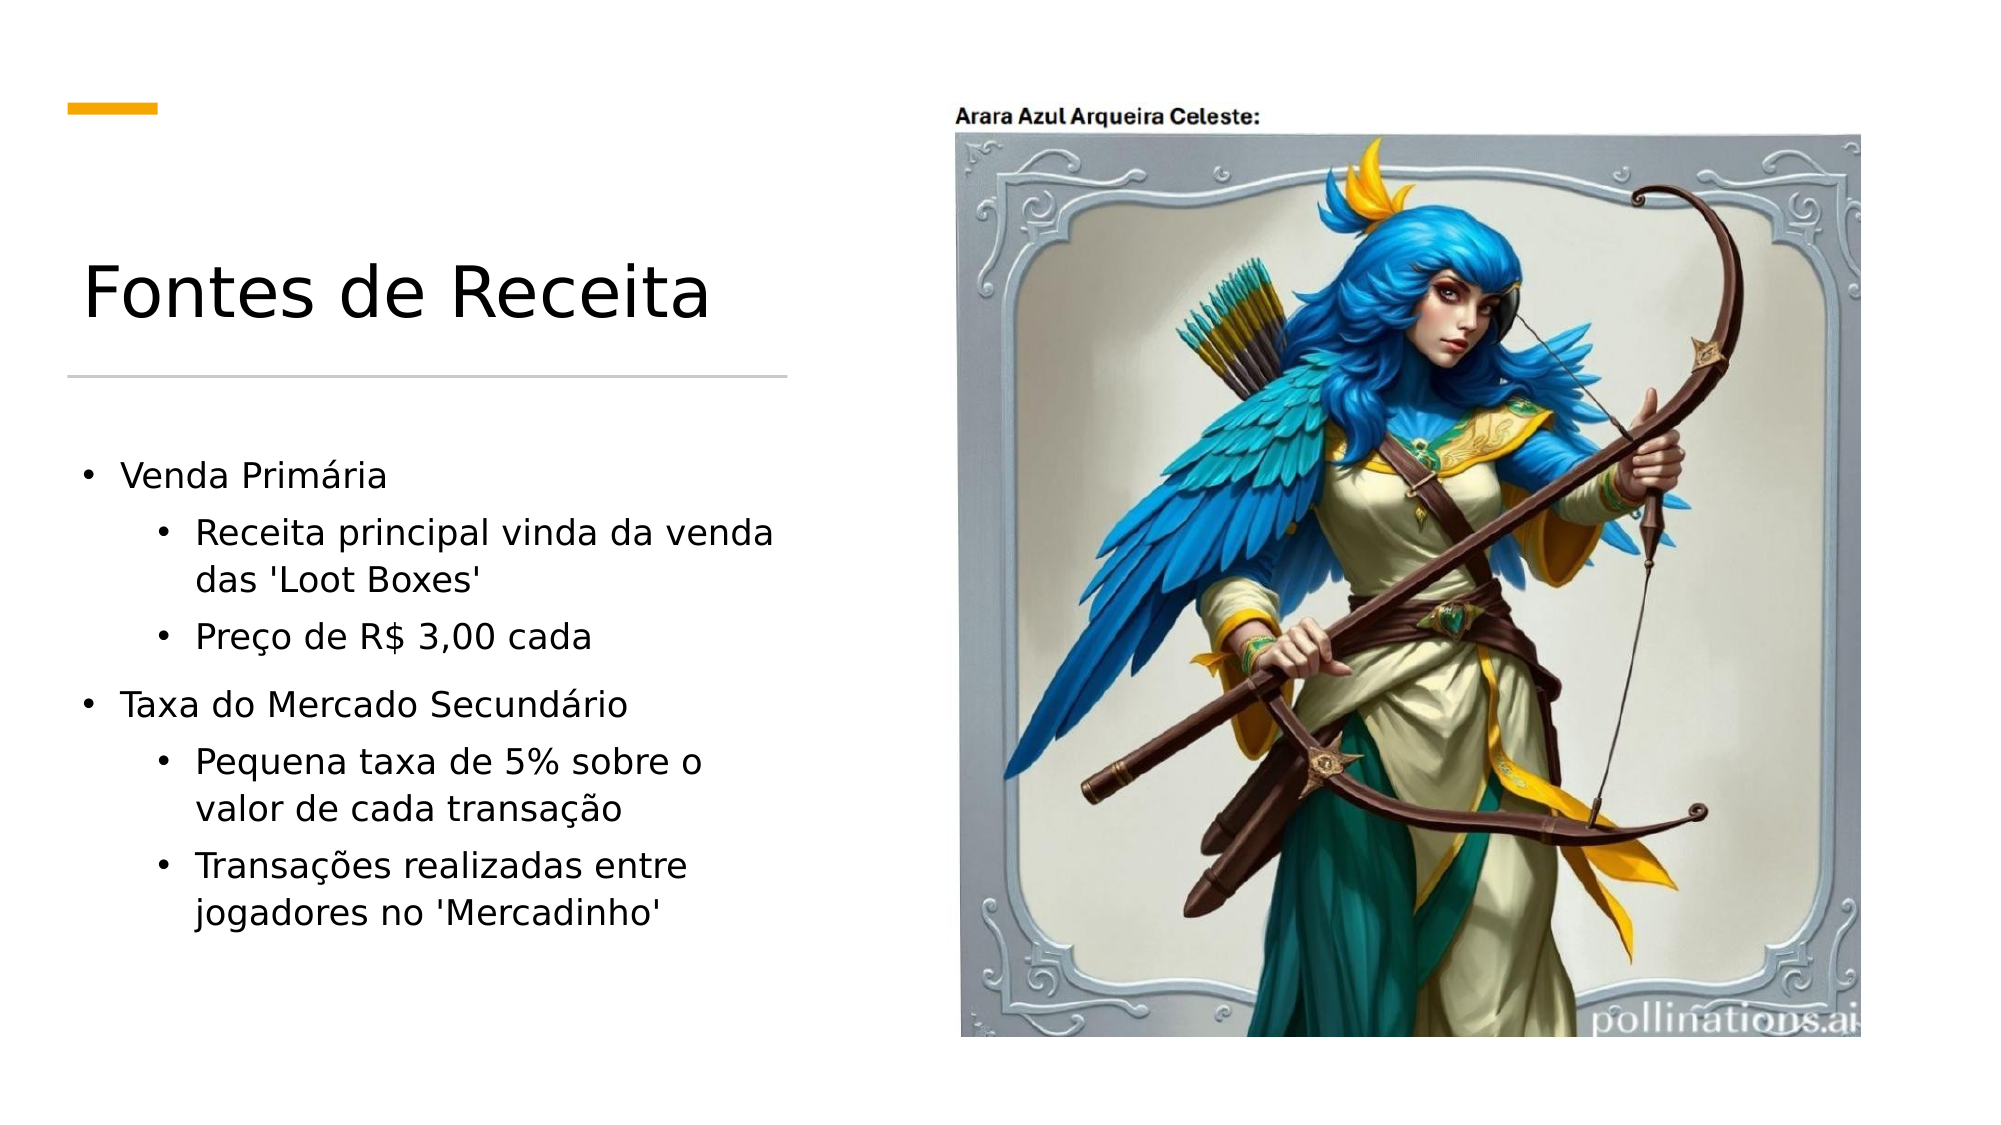 Fontes de Receita
• Venda Primária
• Receita principal vinda da venda
das 'Loot Boxes'
• Preço de R$ 3,00 cada
• Taxa do Mercado Secundário
• Pequena taxa de 5% sobre o
valor de cada transação
• Transações realizadas entre
jogadores no 'Mercadinho'
Arara Azul Arqueira Celeste:
pollinations.ai